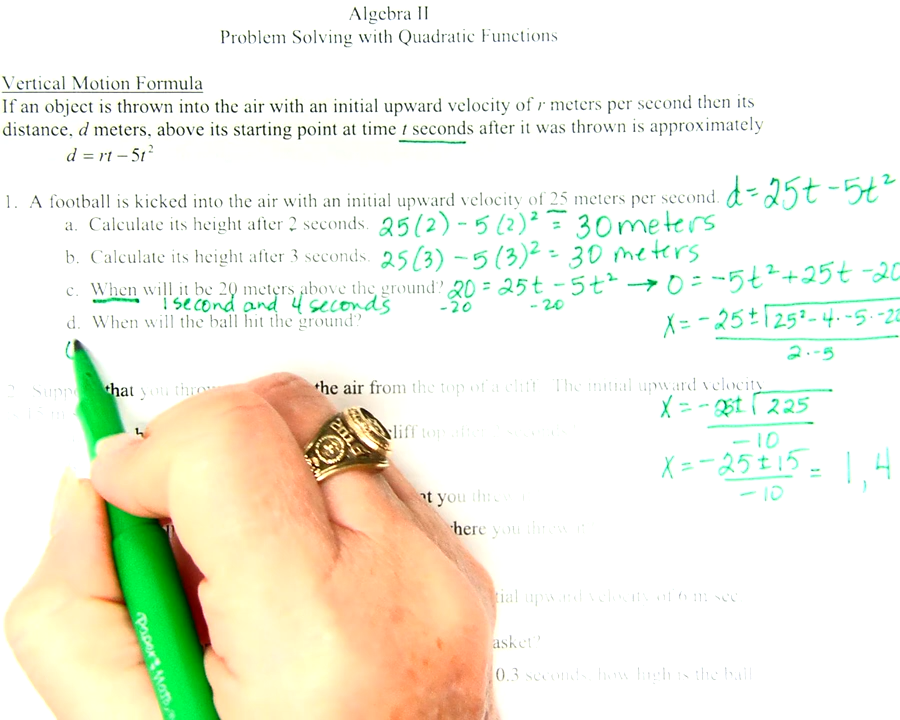 Algebra II
Problem Solving with Quadratic Functions
Vertical Motion Formula
If an object is thrown into the air with an initial upward velocity of r meters per second then its
distance, d meters, above its starting point at time t seconds after it was thrown is approximately
d = rt – 5t²
1. A football is kicked into the air with an initial upward velocity of 25 meters per second. d = 25t - 5t²
a. Calculate its height after 2 seconds. 25(2) - 5(2)² = 30 meters
b. Calculate its height after 3 seconds. 25(3) - 5(3)² = 30 meters
c. When will it be 20 meters above the ground? 20 = 25t - 5t² → 0 = -5t² + 25t - 20
-20 -20
1 second and 4 seconds
d. When will the ball hit the ground?
x = -25 ± √25² - 4 · -5 · -20
2 · -5
2. that you the air from the top of a cliff. The initial upward velocity
x = -25 ± √225
-10
cliff top
x = -25 ± 15 = 1, 4
-10
you
here you threw it
upward velocity of 6 m sec
0.3 seconds, how high is the ball